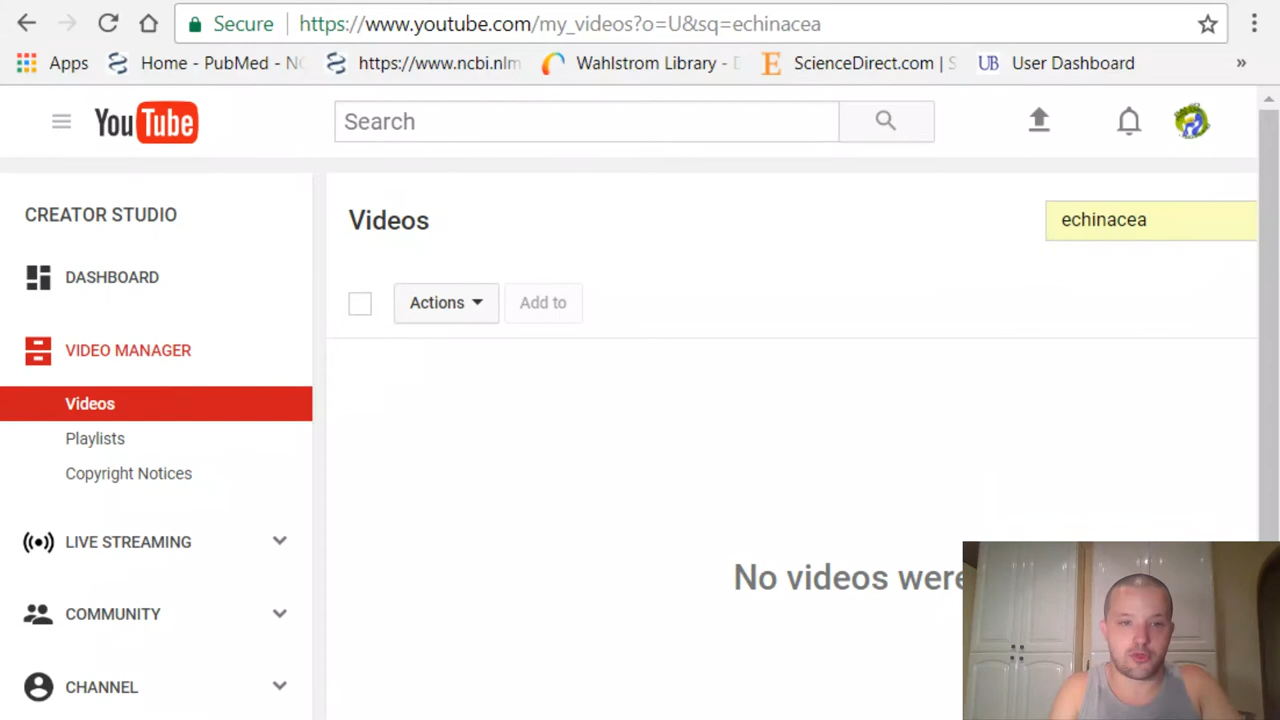 Secure https://www.youtube.com/my_videos?o=U&sq=echinacea
Apps Home - PubMed - NC https://www.ncbi.nlm Wahlstrom Library - ScienceDirect.com | S UB User Dashboard »
YouTube Search
CREATOR STUDIO
Videos
echinacea
DASHBOARD
Actions Add to
VIDEO MANAGER
Videos
Playlists
Copyright Notices
LIVE STREAMING
No videos were
COMMUNITY
CHANNEL